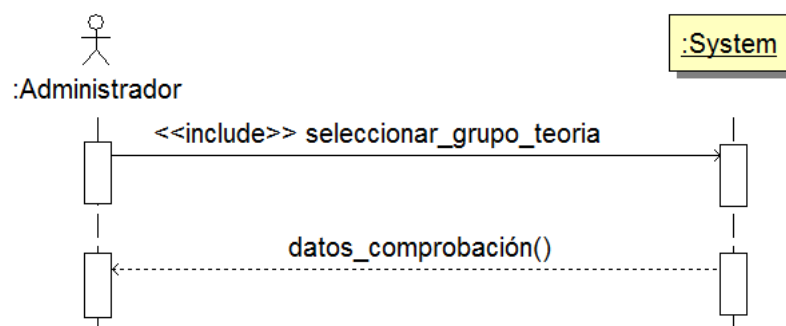 :Administrador
:System
<<include>> seleccionar_grupo_teoria
datos_comprobación()